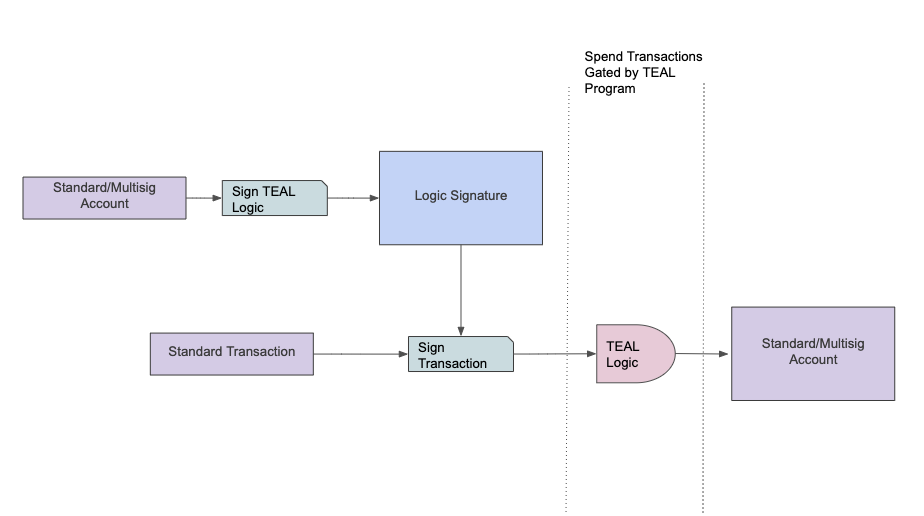 Spend Transactions
Gated by TEAL
Program
Standard/Multisig
Account
Sign TEAL
Logic
Logic Signature
Standard Transaction
Sign
Transaction
TEAL
Logic
Standard/Multisig
Account